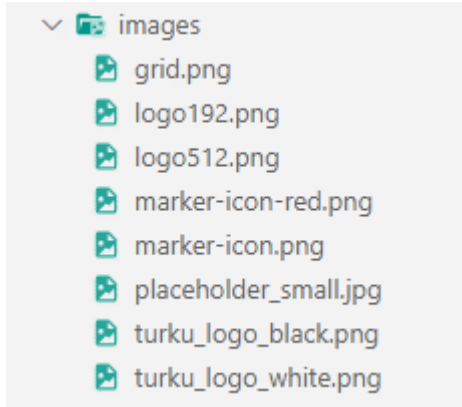 images
grid.png
logo192.png
logo512.png
marker-icon-red.png
marker-icon.png
placeholder_small.jpg
turku_logo_black.png
turku_logo_white.png